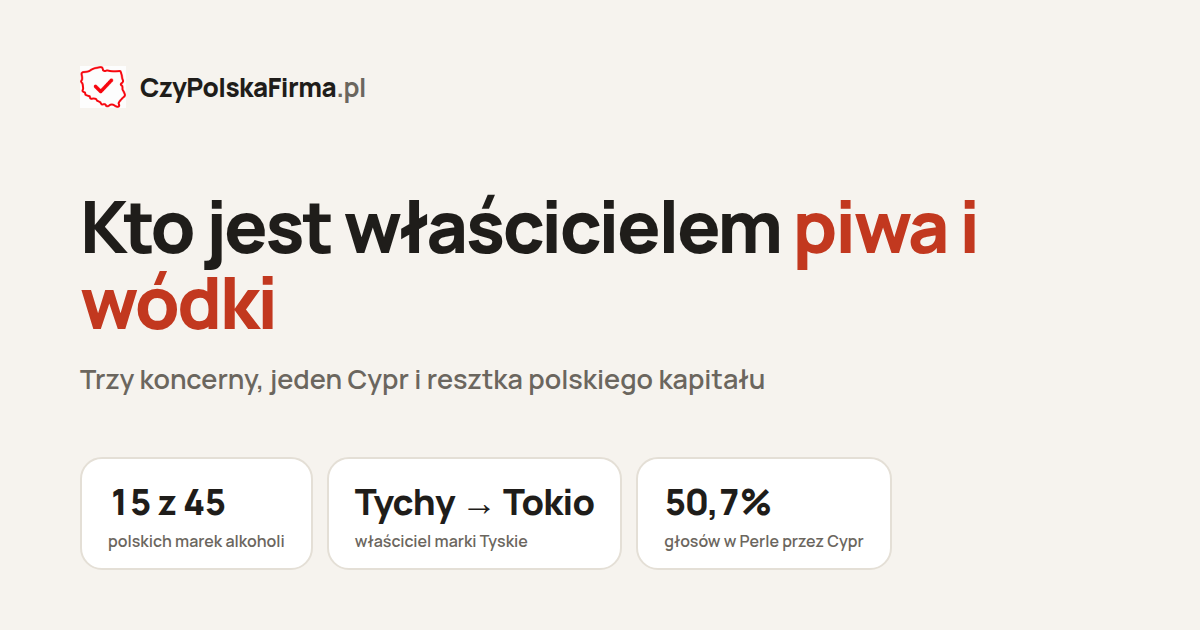 CzyPolskaFirma.pl
Kto jest właścicielem piwa i
wódki
Trzy koncerny, jeden Cypr i resztka polskiego kapitału
15 z 45
polskich marek alkoholi
Tychy → Tokio
właściciel marki Tyskie
50,7%
głosów w Perle przez Cypr